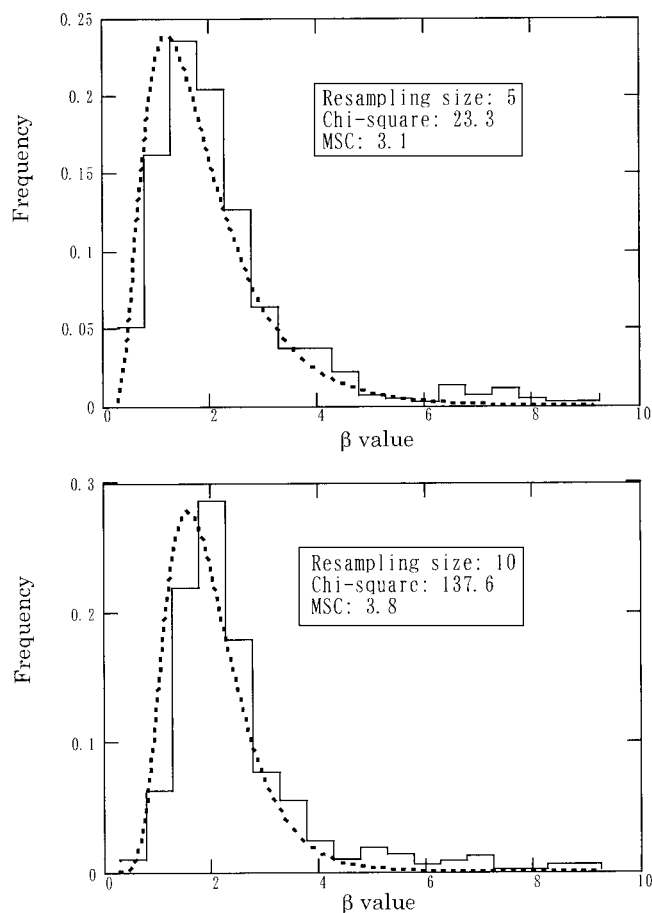 0.25
0.2
0.15
0.1
0.05
0
Frequency
Resampling size: 5
Chi-square: 23.3
MSC: 3.1
2
4
6
8
10
β value
0.3
0.2
0.1
0
Frequency
Resampling size: 10
Chi-square: 137.6
MSC: 3.8
0
2
4
6
8
10
β value